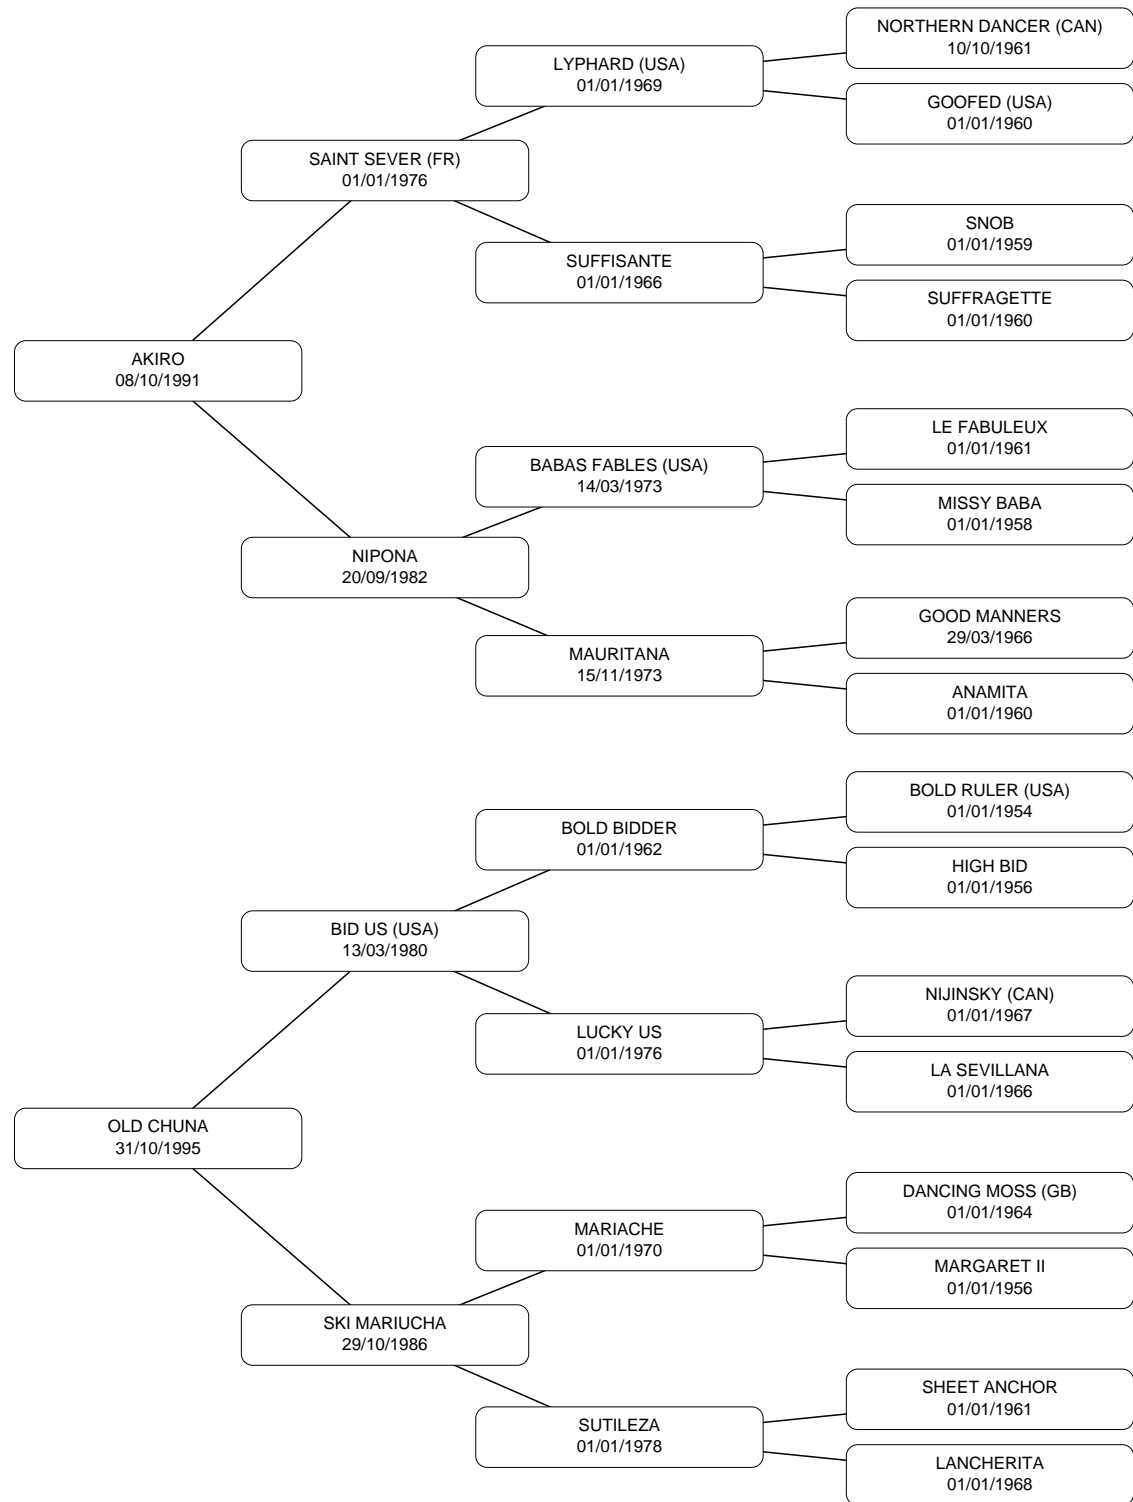 NORTHERN DANCER (CAN)
10/10/1961
LYPHARD (USA)
01/01/1969
GOOFED (USA)
01/01/1960
SAINT SEVER (FR)
01/01/1976
SNOB
01/01/1959
SUFFISANTE
01/01/1966
SUFFRAGETTE
01/01/1960
AKIRO
08/10/1991
LE FABULEUX
01/01/1961
BABAS FABLES (USA)
14/03/1973
MISSY BABA
01/01/1958
NIPONA
20/09/1982
GOOD MANNERS
29/03/1966
MAURITANA
15/11/1973
ANAMITA
01/01/1960
BOLD RULER (USA)
01/01/1954
BOLD BIDDER
01/01/1962
HIGH BID
01/01/1956
BID US (USA)
13/03/1980
NIJINSKY (CAN)
01/01/1967
LUCKY US
01/01/1976
LA SEVILLANA
01/01/1966
OLD CHUNA
31/10/1995
DANCING MOSS (GB)
01/01/1964
MARIACHE
01/01/1970
MARGARET II
01/01/1956
SKI MARIUCHA
29/10/1986
SHEET ANCHOR
01/01/1961
SUTILEZA
01/01/1978
LANCHERITA
01/01/1968